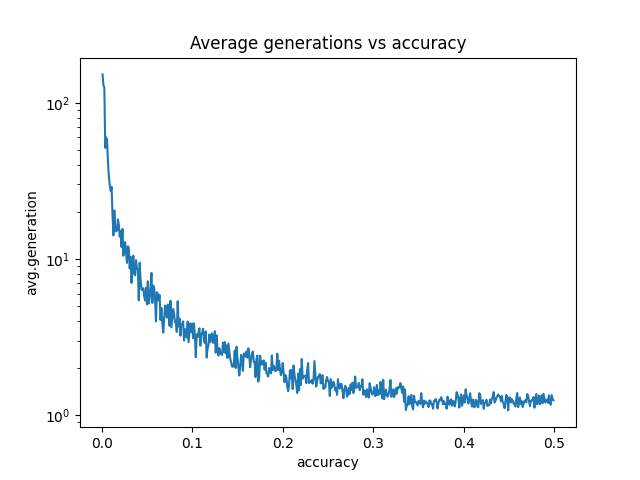 Average generations vs accuracy
10²
10¹
10⁰
avg.generation
0.0 0.1 0.2 0.3 0.4 0.5
accuracy